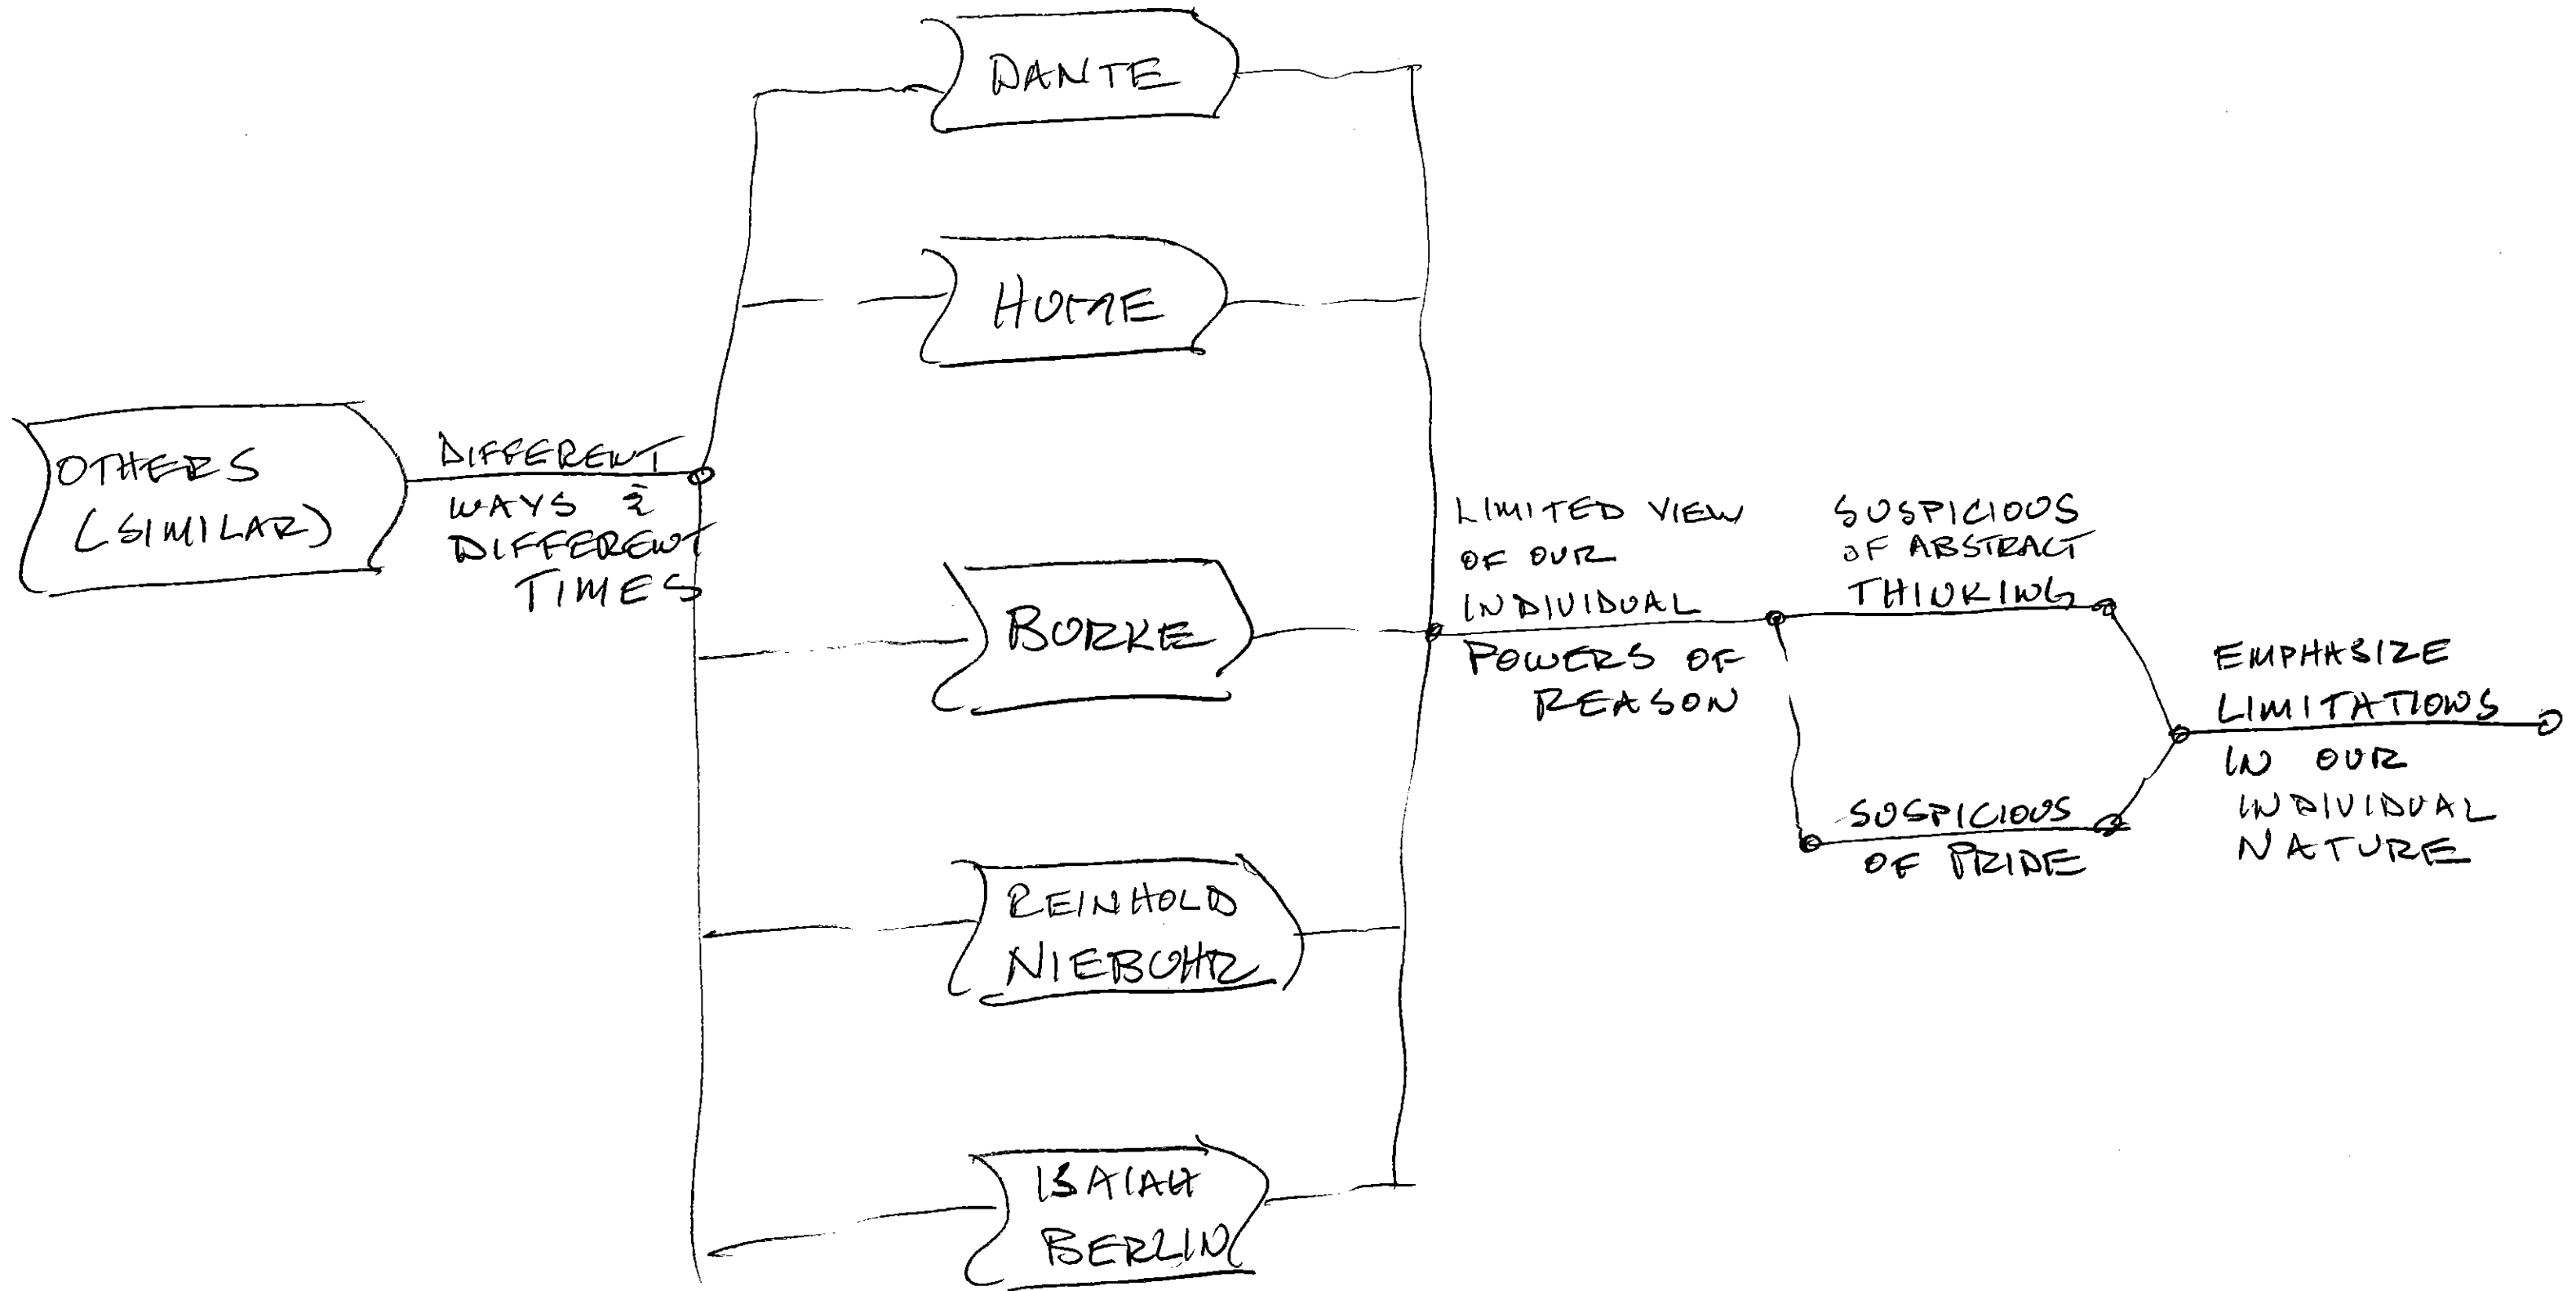 DANTE
HUME
OTHERS
(SIMILAR)
DIFFERENT
WAYS &
DIFFERENT
TIMES
BURKE
REINHOLD
NIEBUHR
ISAIAH
BERLIN
LIMITED VIEW
OF OUR
INDIVIDUAL
POWERS OF
REASON
SUSPICIOUS
OF ABSTRACT
THINKING
SUSPICIOUS
OF PRIDE
EMPHASIZE
LIMITATIONS
IN OUR
INDIVIDUAL
NATURE